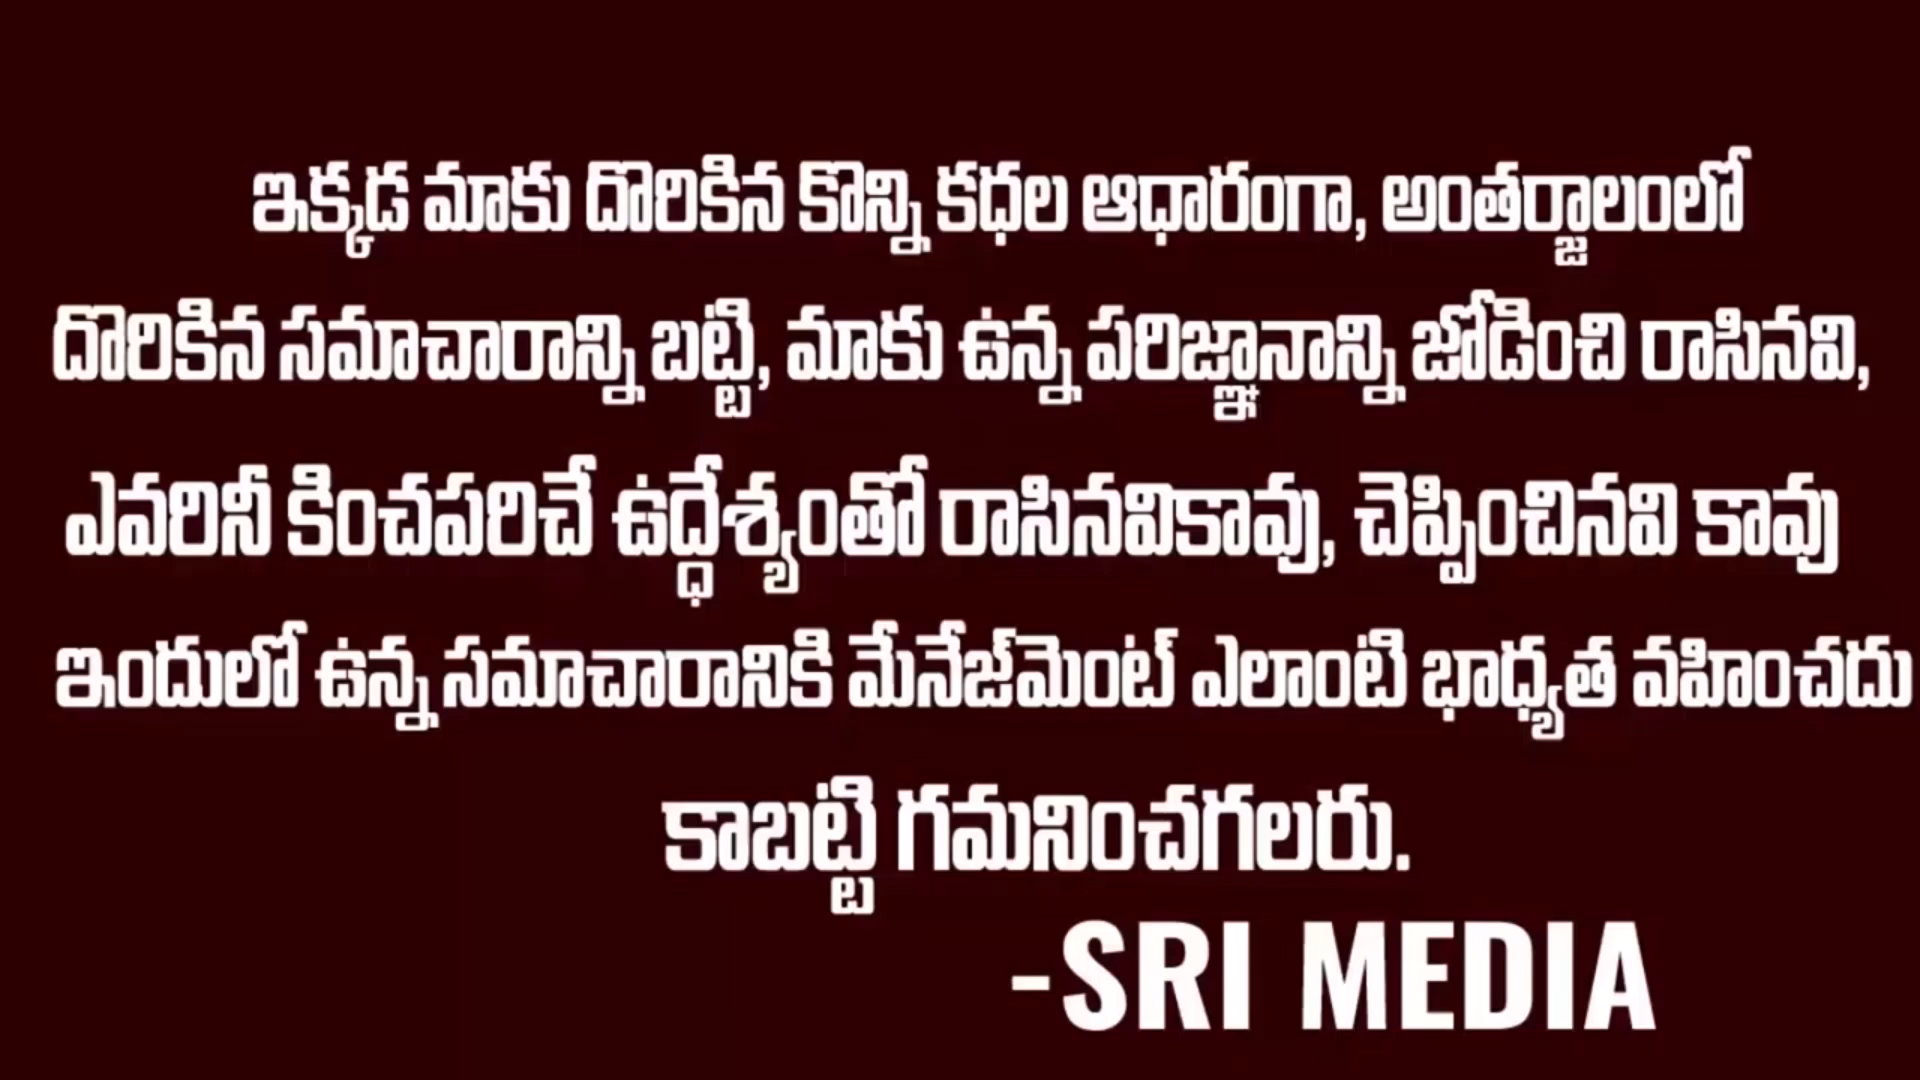 ఇక్కడ మాకు దొరికిన కొన్ని కధల ఆధారంగా, అంతర్జాలంలో
దొరికిన సమాచారాన్ని బట్టి, మాకు ఉన్న పరిజ్ఞానాన్ని జోడించి రాసినవి,
ఎవరినీ కించపరిచే ఉద్ధేశ్యంతో రాసినవికావు, చెప్పించినవి కావు
ఇందులో ఉన్న సమాచారానికి మేనేజ్‌మెంట్ ఎలాంటి భాధ్యత వహించదు
కాబట్టి గమనించగలరు.
-SRI MEDIA